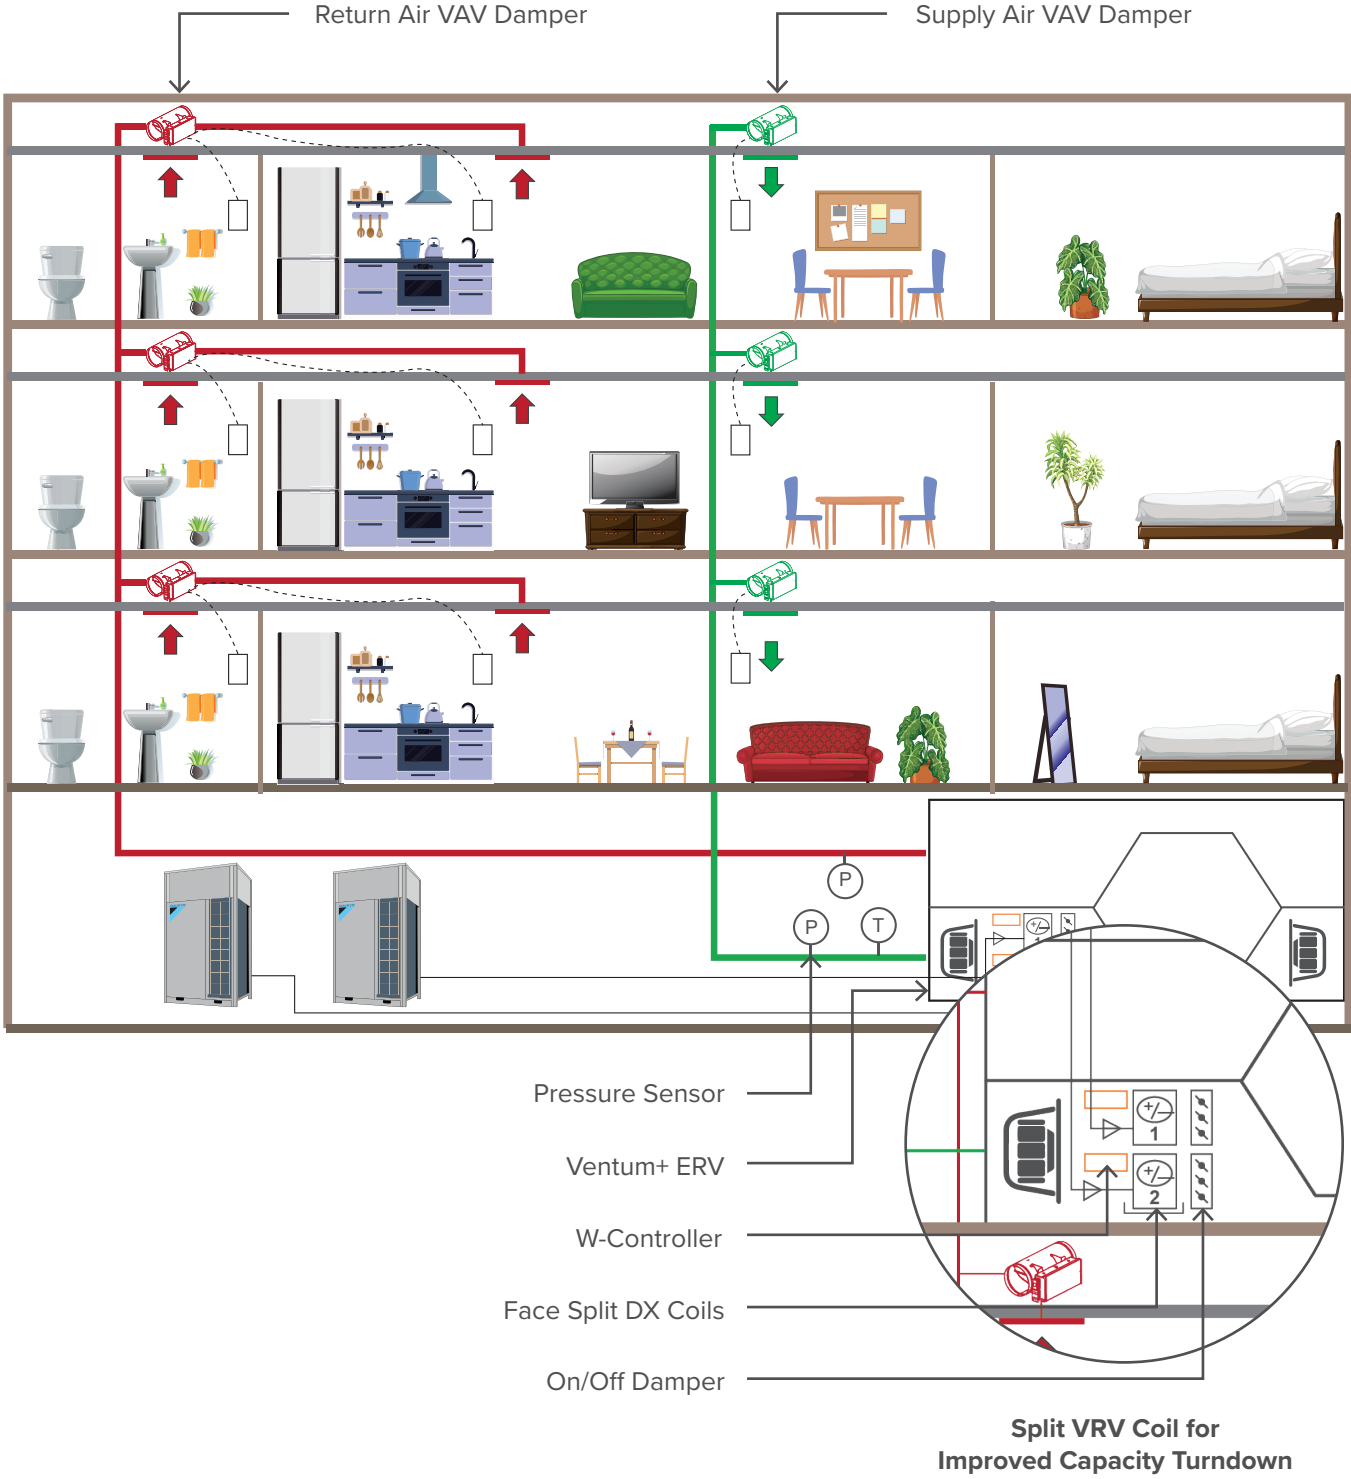 Return Air VAV Damper
Supply Air VAV Damper
P
P
T
+/-
1
Pressure Sensor
Ventum+ ERV
W-Controller
Face Split DX Coils
On/Off Damper
+/-
1
+/-
2
Split VRV Coil for
Improved Capacity Turndown